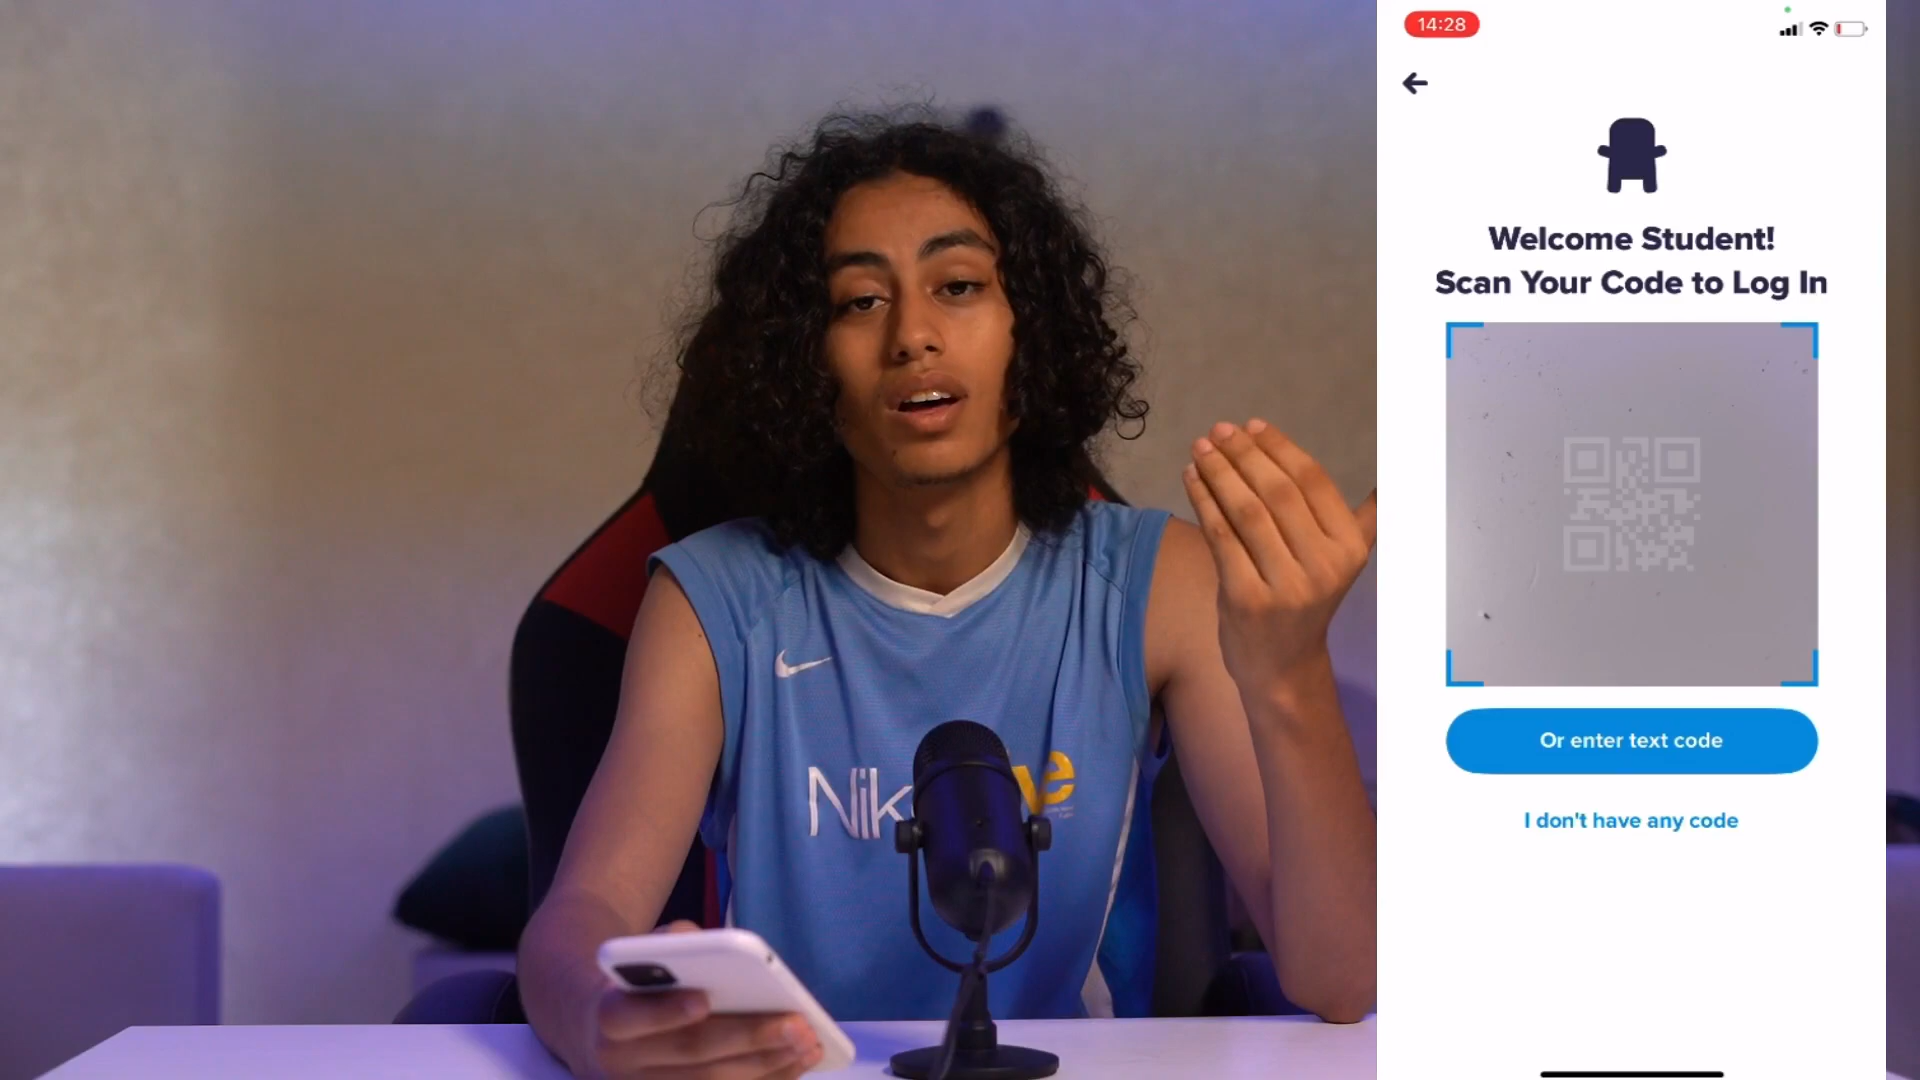 14:28
Welcome Student!
Scan Your Code to Log In
Or enter text code
I don't have any code
Nik